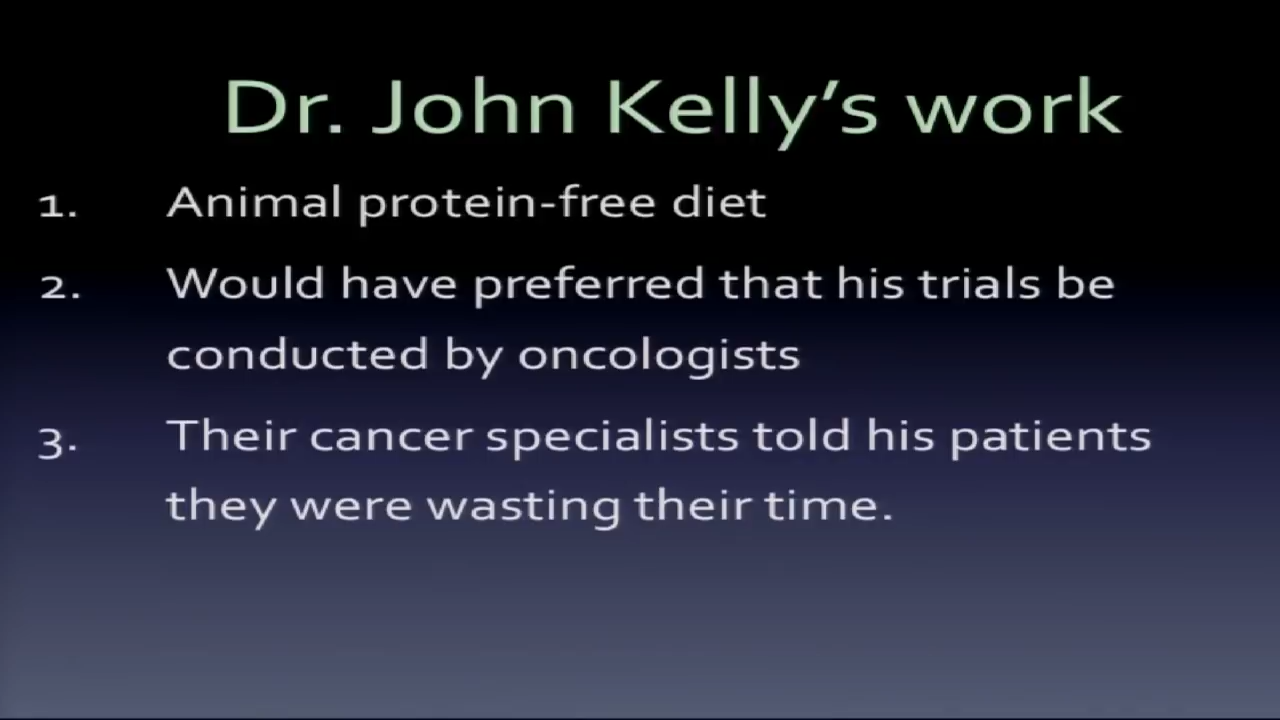 Dr. John Kelly’s work
1. Animal protein-free diet
2. Would have preferred that his trials be
conducted by oncologists
3. Their cancer specialists told his patients
they were wasting their time.